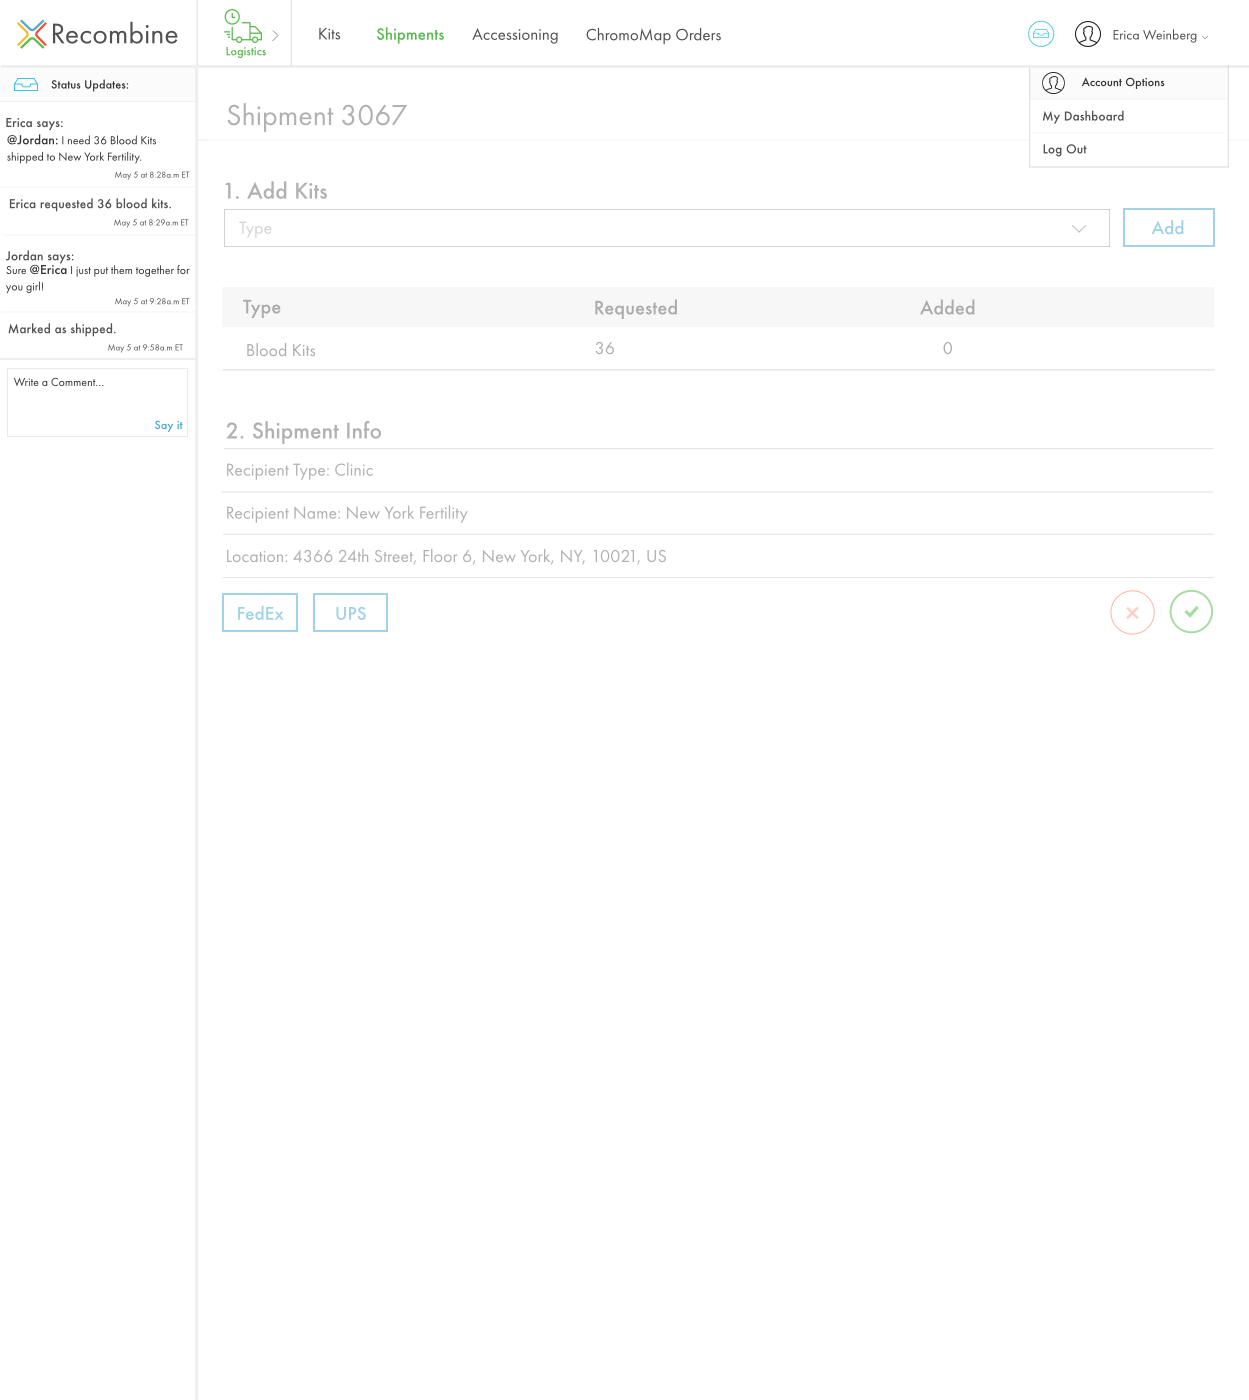 Recombine
Logistics
Kits
Shipments
Accessioning
ChromoMap Orders
Erica Weinberg
Status Updates:
Erica says:
@Jordan: I need 36 Blood Kits
shipped to New York Fertility.
May 5 at 8:28a.m ET
Erica requested 36 blood kits.
May 5 at 8:29a.m ET
Jordan says:
Sure @Erica I just put them together for
you girl!
May 5 at 9:28a.m ET
Marked as shipped.
May 5 at 9:58a.m ET
Write a Comment...
Say it
Account Options
My Dashboard
Log Out
Shipment 3067
1. Add Kits
Type
Add
Type Requested Added
Blood Kits 36 0
2. Shipment Info
Recipient Type: Clinic
Recipient Name: New York Fertility
Location: 4366 24th Street, Floor 6, New York, NY, 10021, US
FedEx
UPS